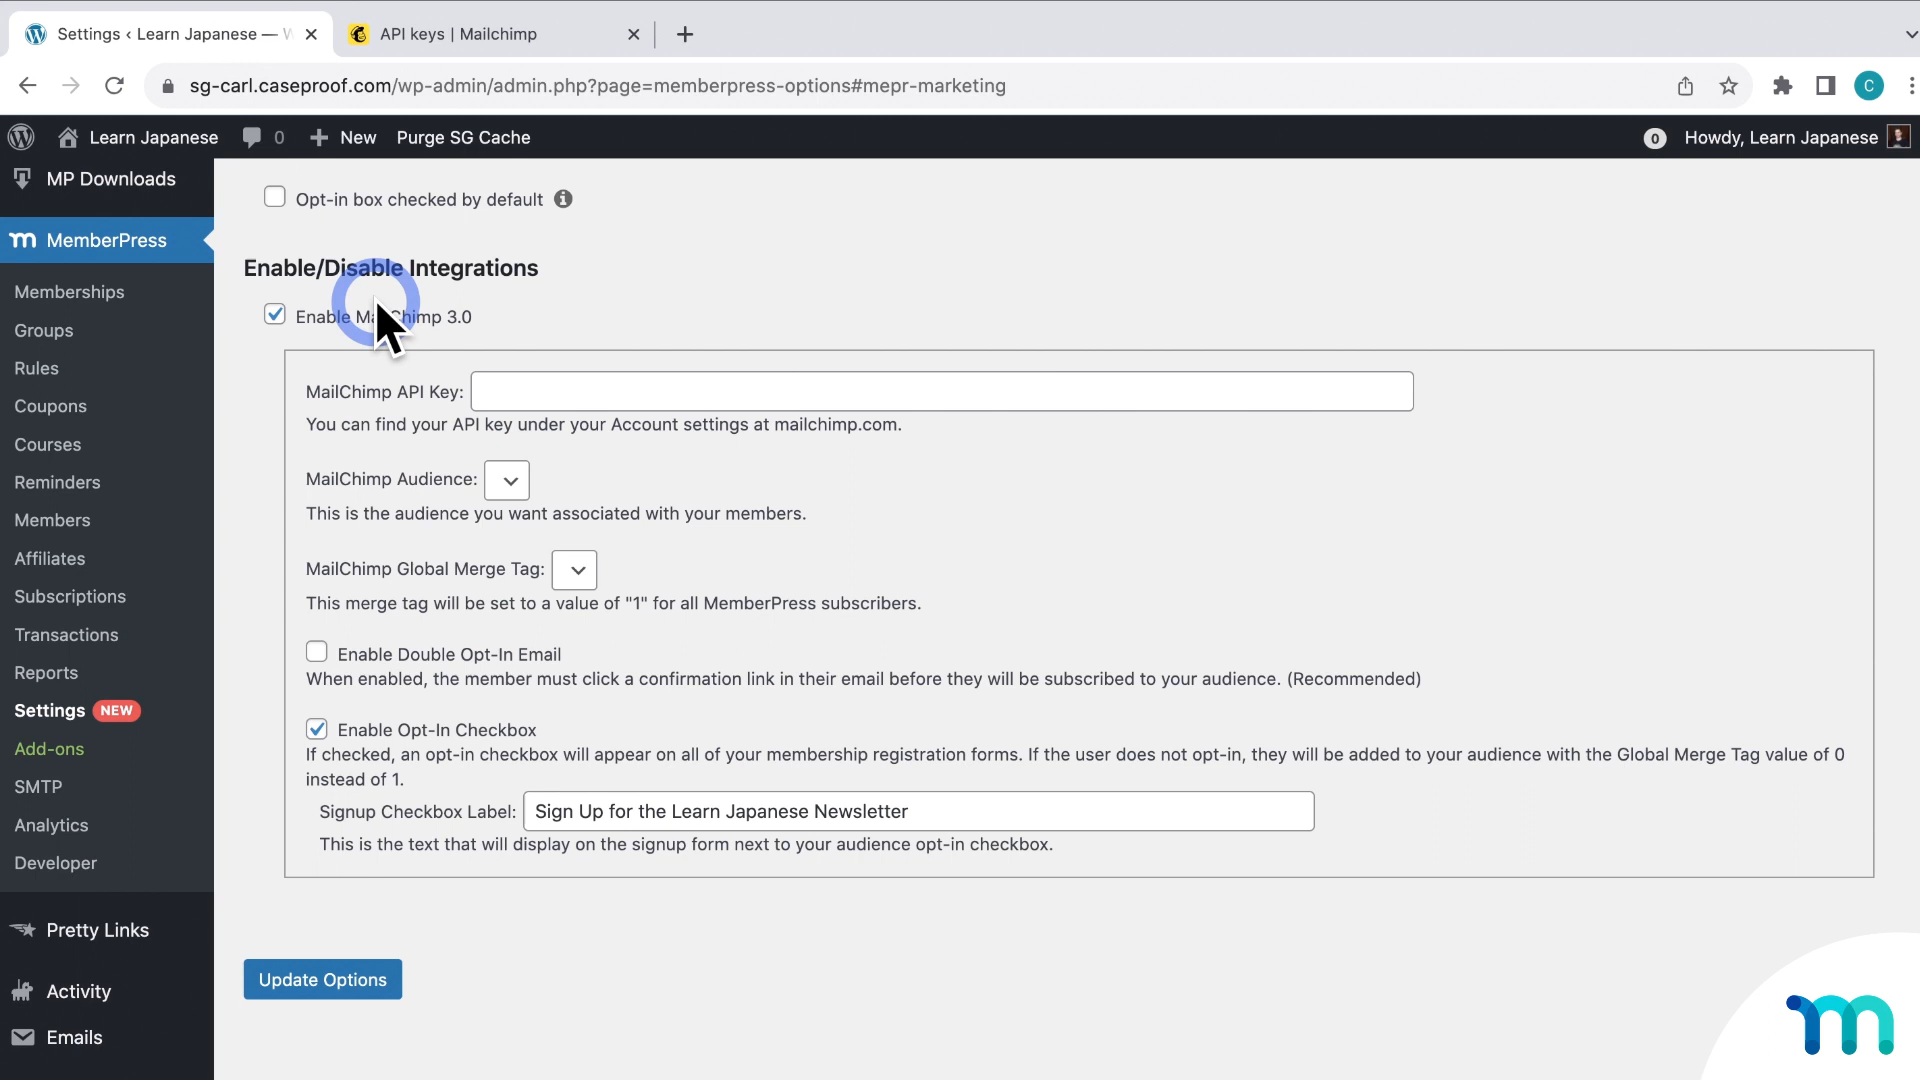 Settings ‹ Learn Japanese —
API keys | Mailchimp
sg-carl.caseproof.com/wp-admin/admin.php?page=memberpress-options#mepr-marketing
C
Learn Japanese
0
New
Purge SG Cache
0
Howdy, Learn Japanese
MP Downloads
MemberPress
Memberships
Groups
Rules
Coupons
Courses
Reminders
Members
Affiliates
Subscriptions
Transactions
Reports
Settings NEW
Add-ons
SMTP
Analytics
Developer
Pretty Links
Activity
Emails
Opt-in box checked by default
Enable/Disable Integrations
Enable MailChimp 3.0
MailChimp API Key:
You can find your API key under your Account settings at mailchimp.com.
MailChimp Audience:
This is the audience you want associated with your members.
MailChimp Global Merge Tag:
This merge tag will be set to a value of "1" for all MemberPress subscribers.
Enable Double Opt-In Email
When enabled, the member must click a confirmation link in their email before they will be subscribed to your audience. (Recommended)
Enable Opt-In Checkbox
If checked, an opt-in checkbox will appear on all of your membership registration forms. If the user does not opt-in, they will be added to your audience with the Global Merge Tag value of 0
instead of 1.
Signup Checkbox Label: Sign Up for the Learn Japanese Newsletter
This is the text that will display on the signup form next to your audience opt-in checkbox.
Update Options
m